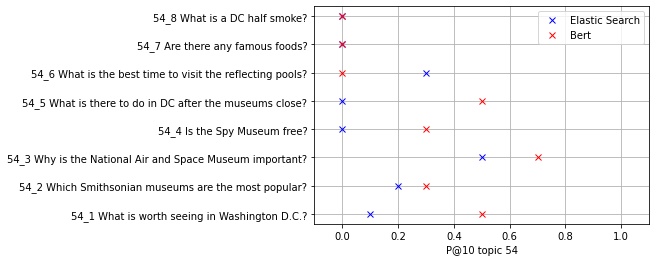 54_8 What is a DC half smoke?
54_7 Are there any famous foods?
54_6 What is the best time to visit the reflecting pools?
54_5 What is there to do in DC after the museums close?
54_4 Is the Spy Museum free?
54_3 Why is the National Air and Space Museum important?
54_2 Which Smithsonian museums are the most popular?
54_1 What is worth seeing in Washington D.C.?
Elastic Search
Bert
0.0 0.2 0.4 0.6 0.8 1.0
P@10 topic 54